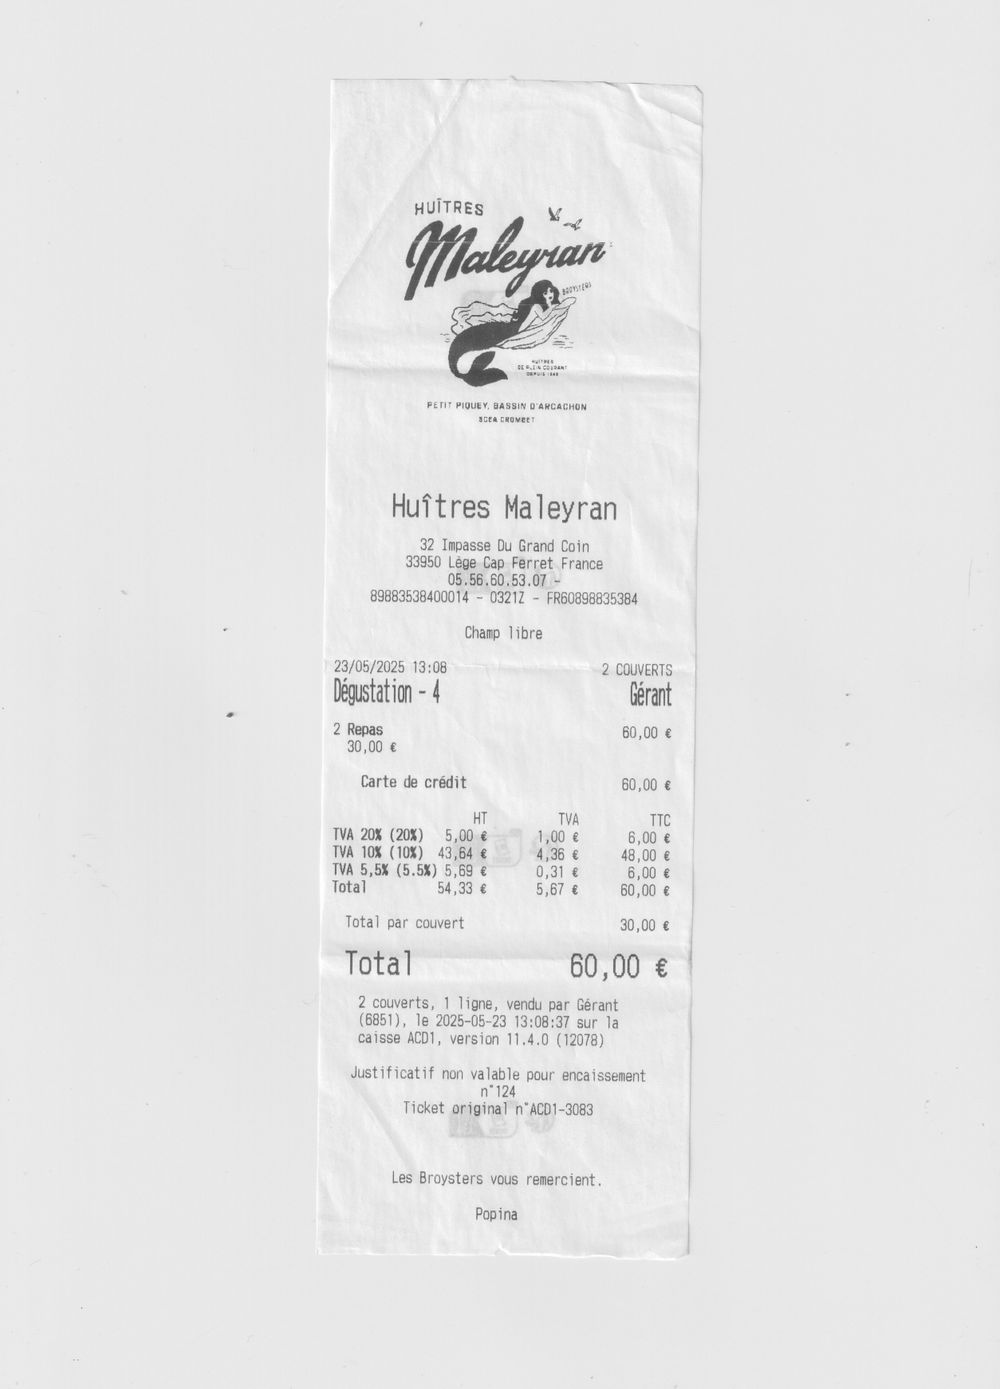 HUÎTRES
Maleyran
BROYSTERS
HUÎTRES
DE PLEIN COURANT
DEPUIS
PETIT PIQUEY, BASSIN D'ARCACHON
SCEA CROMBET
Huîtres Maleyran
32 Impasse Du Grand Coin
33950 Lège Cap Ferret France
05.56.60.53.07 -
89883538400014 - 0321Z - FR60898835384
Champ libre
23/05/2025 13:08 2 COUVERTS
Dégustation - 4 Gérant
2 Repas 60,00 €
30,00 €
Carte de crédit 60,00 €
HT TVA TTC
TVA 20% (20%) 5,00 € 1,00 € 6,00 €
TVA 10% (10%) 43,64 € 4,36 € 48,00 €
TVA 5,5% (5.5%) 5,69 € 0,31 € 6,00 €
Total 54,33 € 5,67 € 60,00 €
Total par couvert 30,00 €
Total 60,00 €
2 couverts, 1 ligne, vendu par Gérant
(6851), le 2025-05-23 13:08:37 sur la
caisse ACD1, version 11.4.0 (12078)
Justificatif non valable pour encaissement
n°124
Ticket original n°ACD1-3083
Les Broysters vous remercient.
Popina